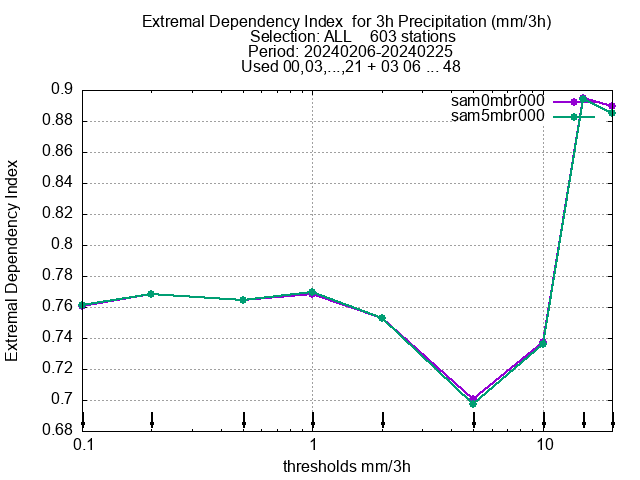 Extremal Dependency Index  for 3h Precipitation (mm/3h)
Selection: ALL    603 stations
Period: 20240206-20240225
Used 00,03,...,21 + 03 06 ... 48
sam0mbr000
sam5mbr000
Extremal Dependency Index
0.9
0.88
0.86
0.84
0.82
0.8
0.78
0.76
0.74
0.72
0.7
0.68
0.1 1 10
thresholds mm/3h